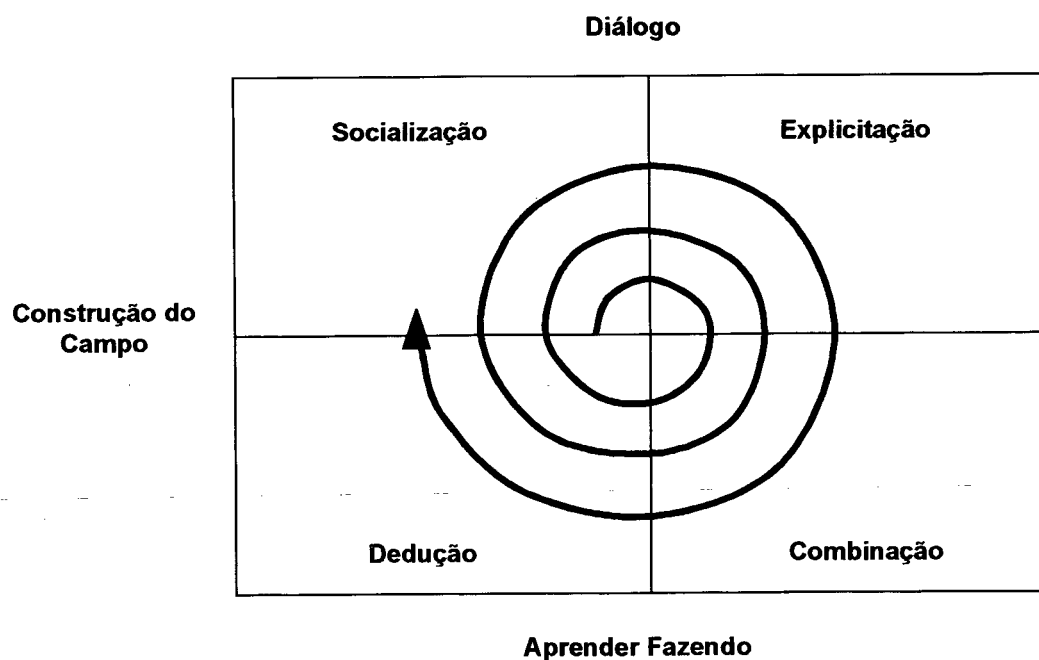 Diálogo
Socialização
Explicitação
Construção do
Campo
Dedução
Combinação
Aprender Fazendo